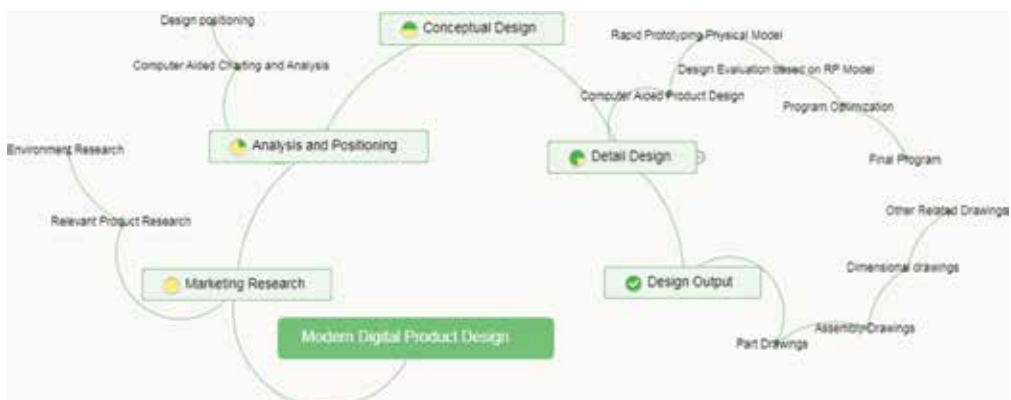 Design positioning
Conceptual Design
Rapid Prototyping Physical Model
Computer Aided Charting and Analysis
Design Evaluation based on RP Model
Computer Aided Product Design
Program Optimization
Environment Research
Analysis and Positioning
Detail Design
Final Program
Relevant Product Research
Other Related Drawings
Marketing Research
Design Output
Dimensional drawings
Modern Digital Product Design
Assembly Drawings
Part Drawings